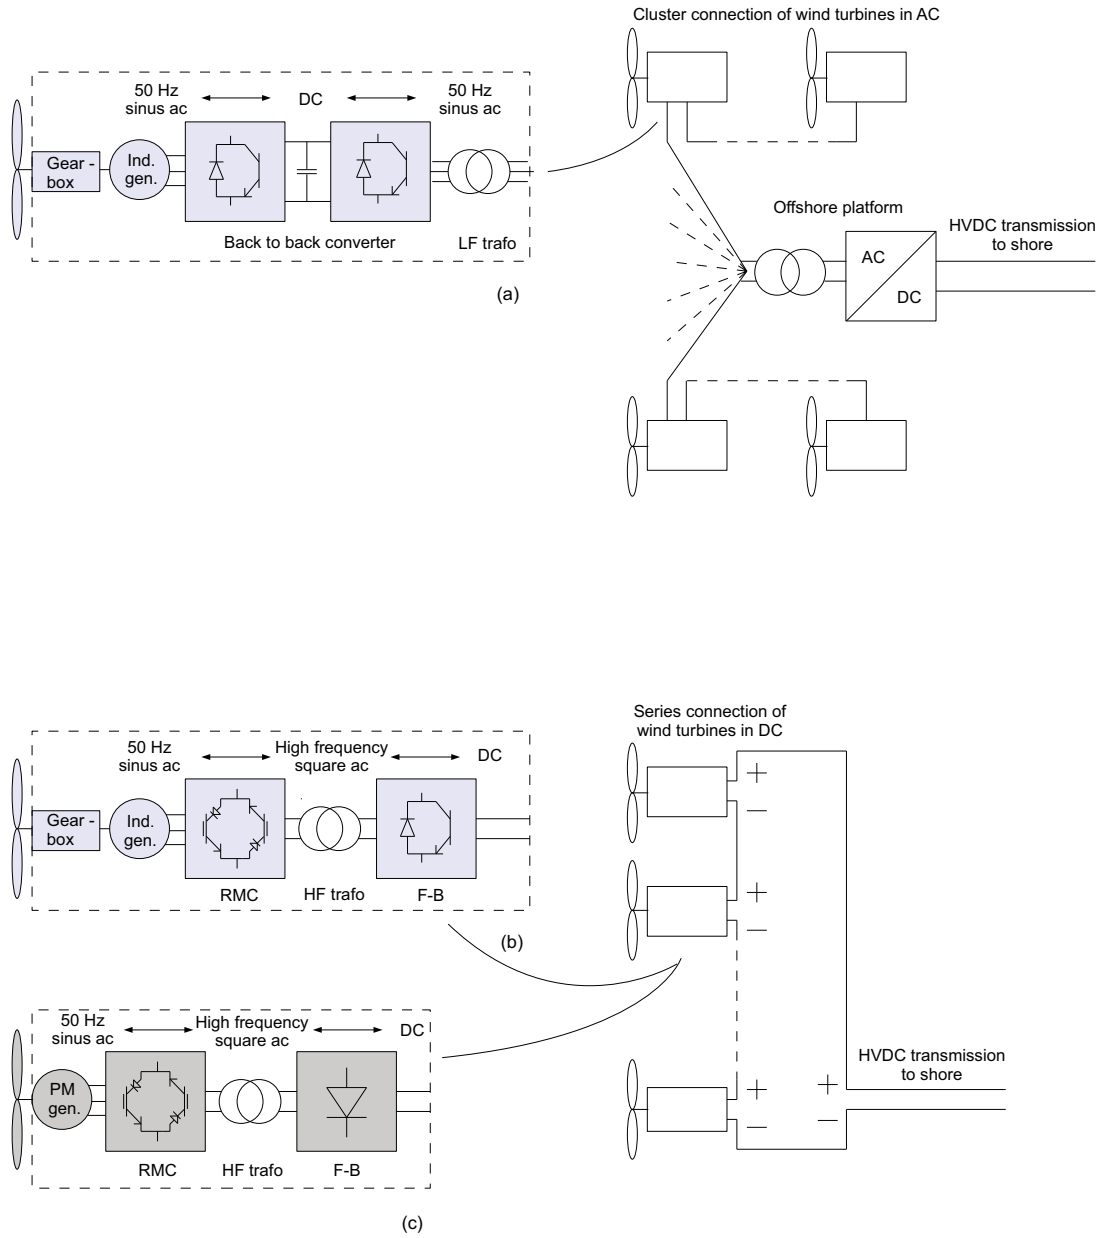 Cluster connection of wind turbines in AC
50 Hz
sinus ac
DC
50 Hz
sinus ac
Gear -
box
Ind.
gen.
Back to back converter
LF trafo
(a)
Offshore platform
AC
DC
HVDC transmission
to shore
Series connection of
wind turbines in DC
50 Hz
sinus ac
High frequency
square ac
DC
Gear -
box
Ind.
gen.
RMC
HF trafo
F-B
(b)
+
−
+
−
50 Hz
sinus ac
High frequency
square ac
DC
PM
gen.
RMC
HF trafo
F-B
(c)
+
−
+
−
HVDC transmission
to shore